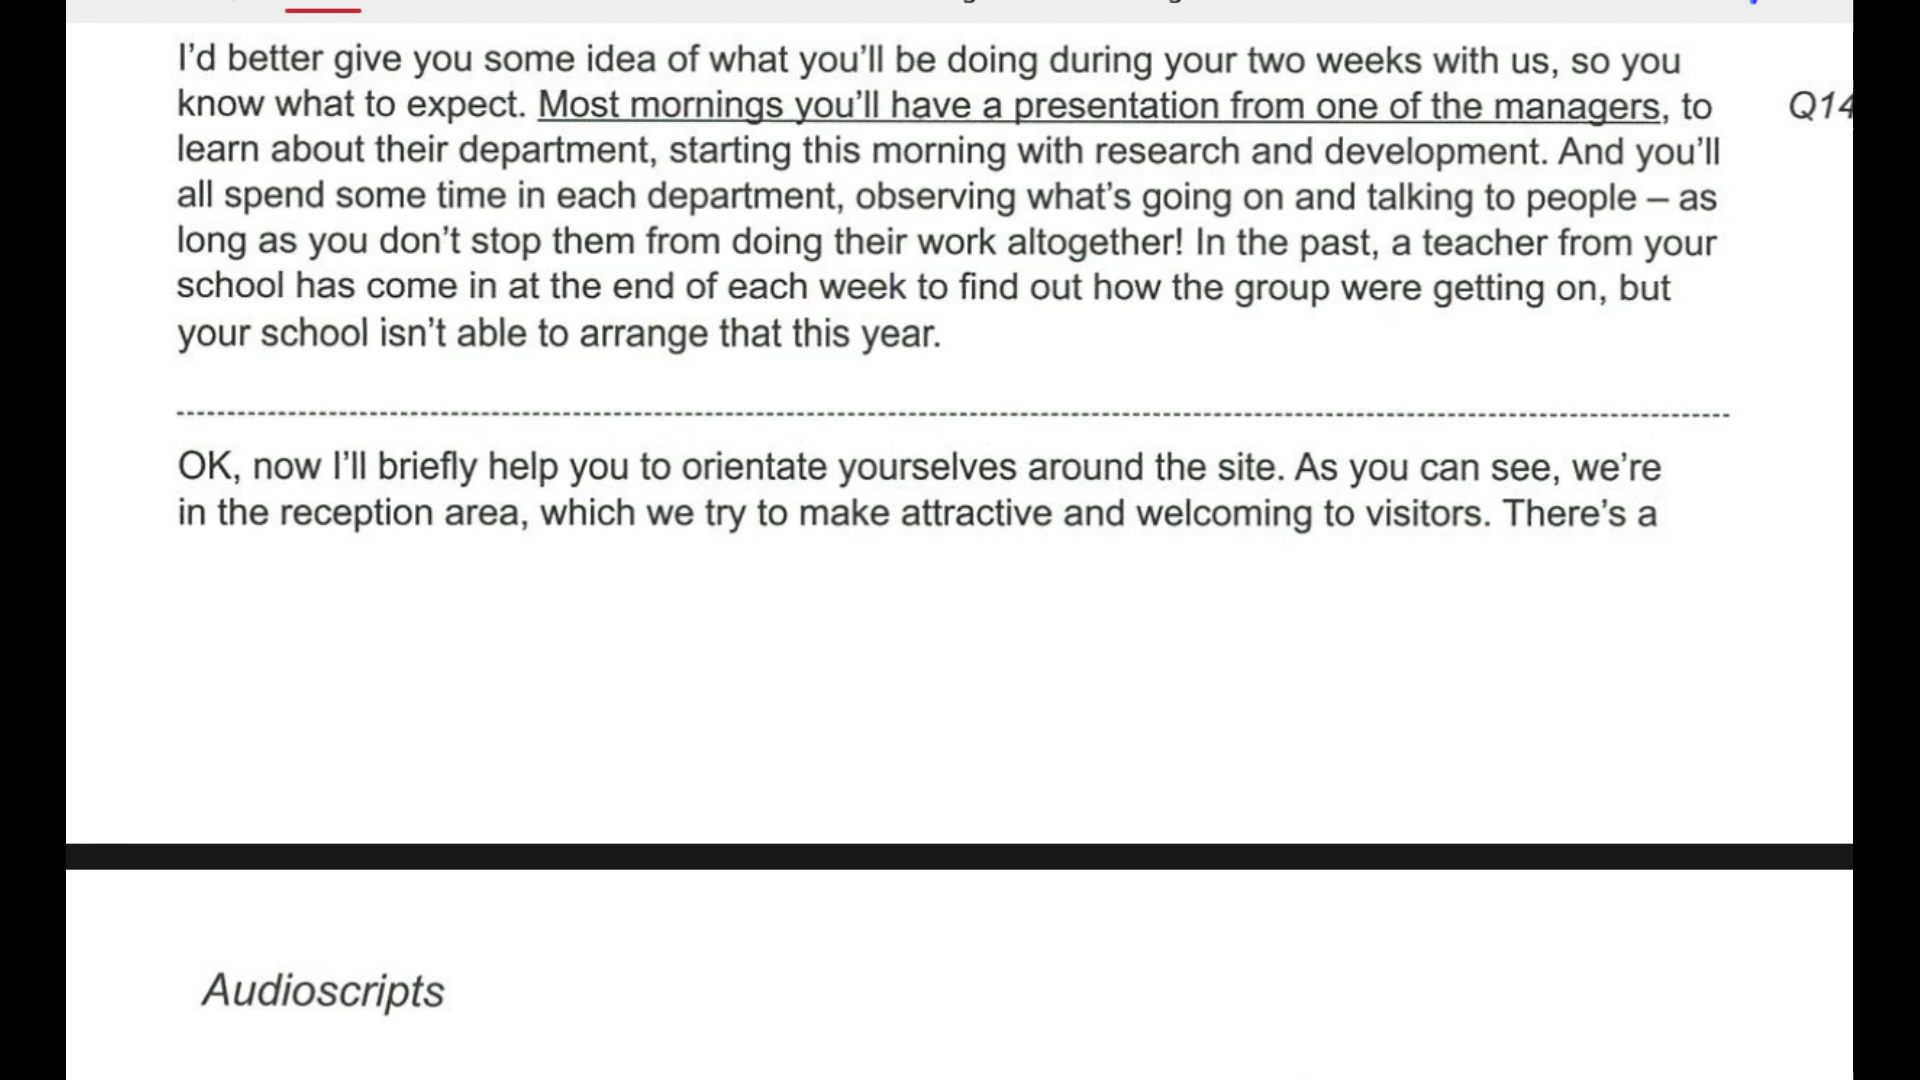 I'd better give you some idea of what you'll be doing during your two weeks with us, so you
know what to expect. Most mornings you'll have a presentation from one of the managers, to
Q14
learn about their department, starting this morning with research and development. And you'll
all spend some time in each department, observing what's going on and talking to people – as
long as you don't stop them from doing their work altogether! In the past, a teacher from your
school has come in at the end of each week to find out how the group were getting on, but
your school isn't able to arrange that this year.
OK, now I'll briefly help you to orientate yourselves around the site. As you can see, we're
in the reception area, which we try to make attractive and welcoming to visitors. There's a
Audioscripts